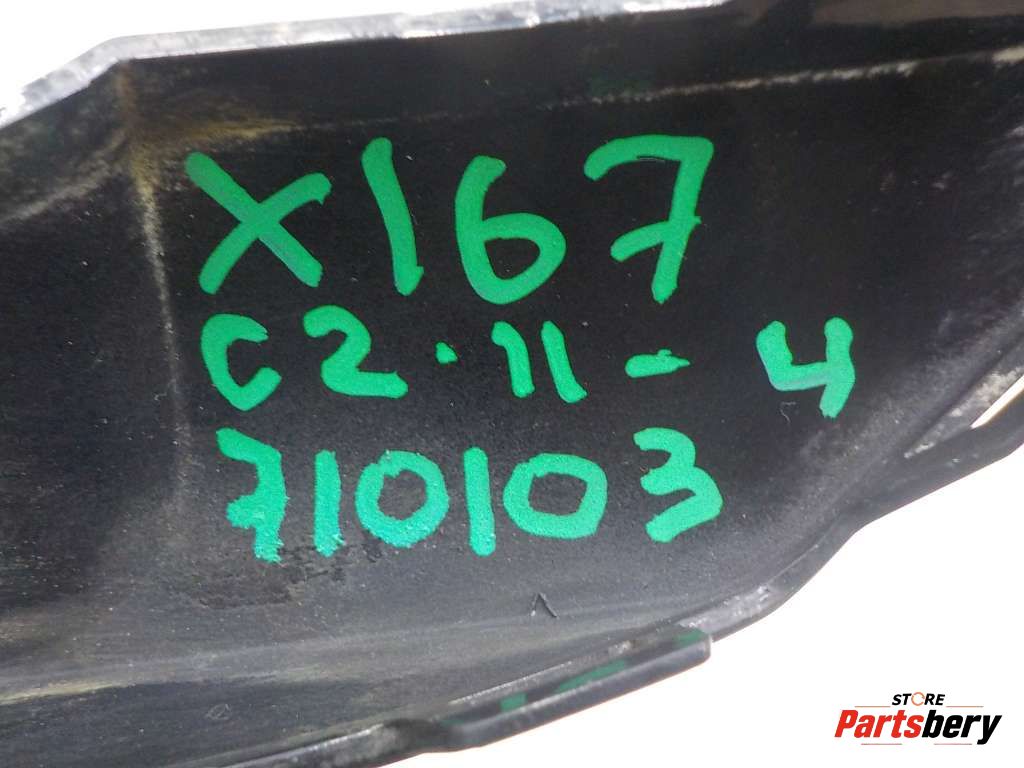 X167
C2.11-4
710103
STORE
Partsbery